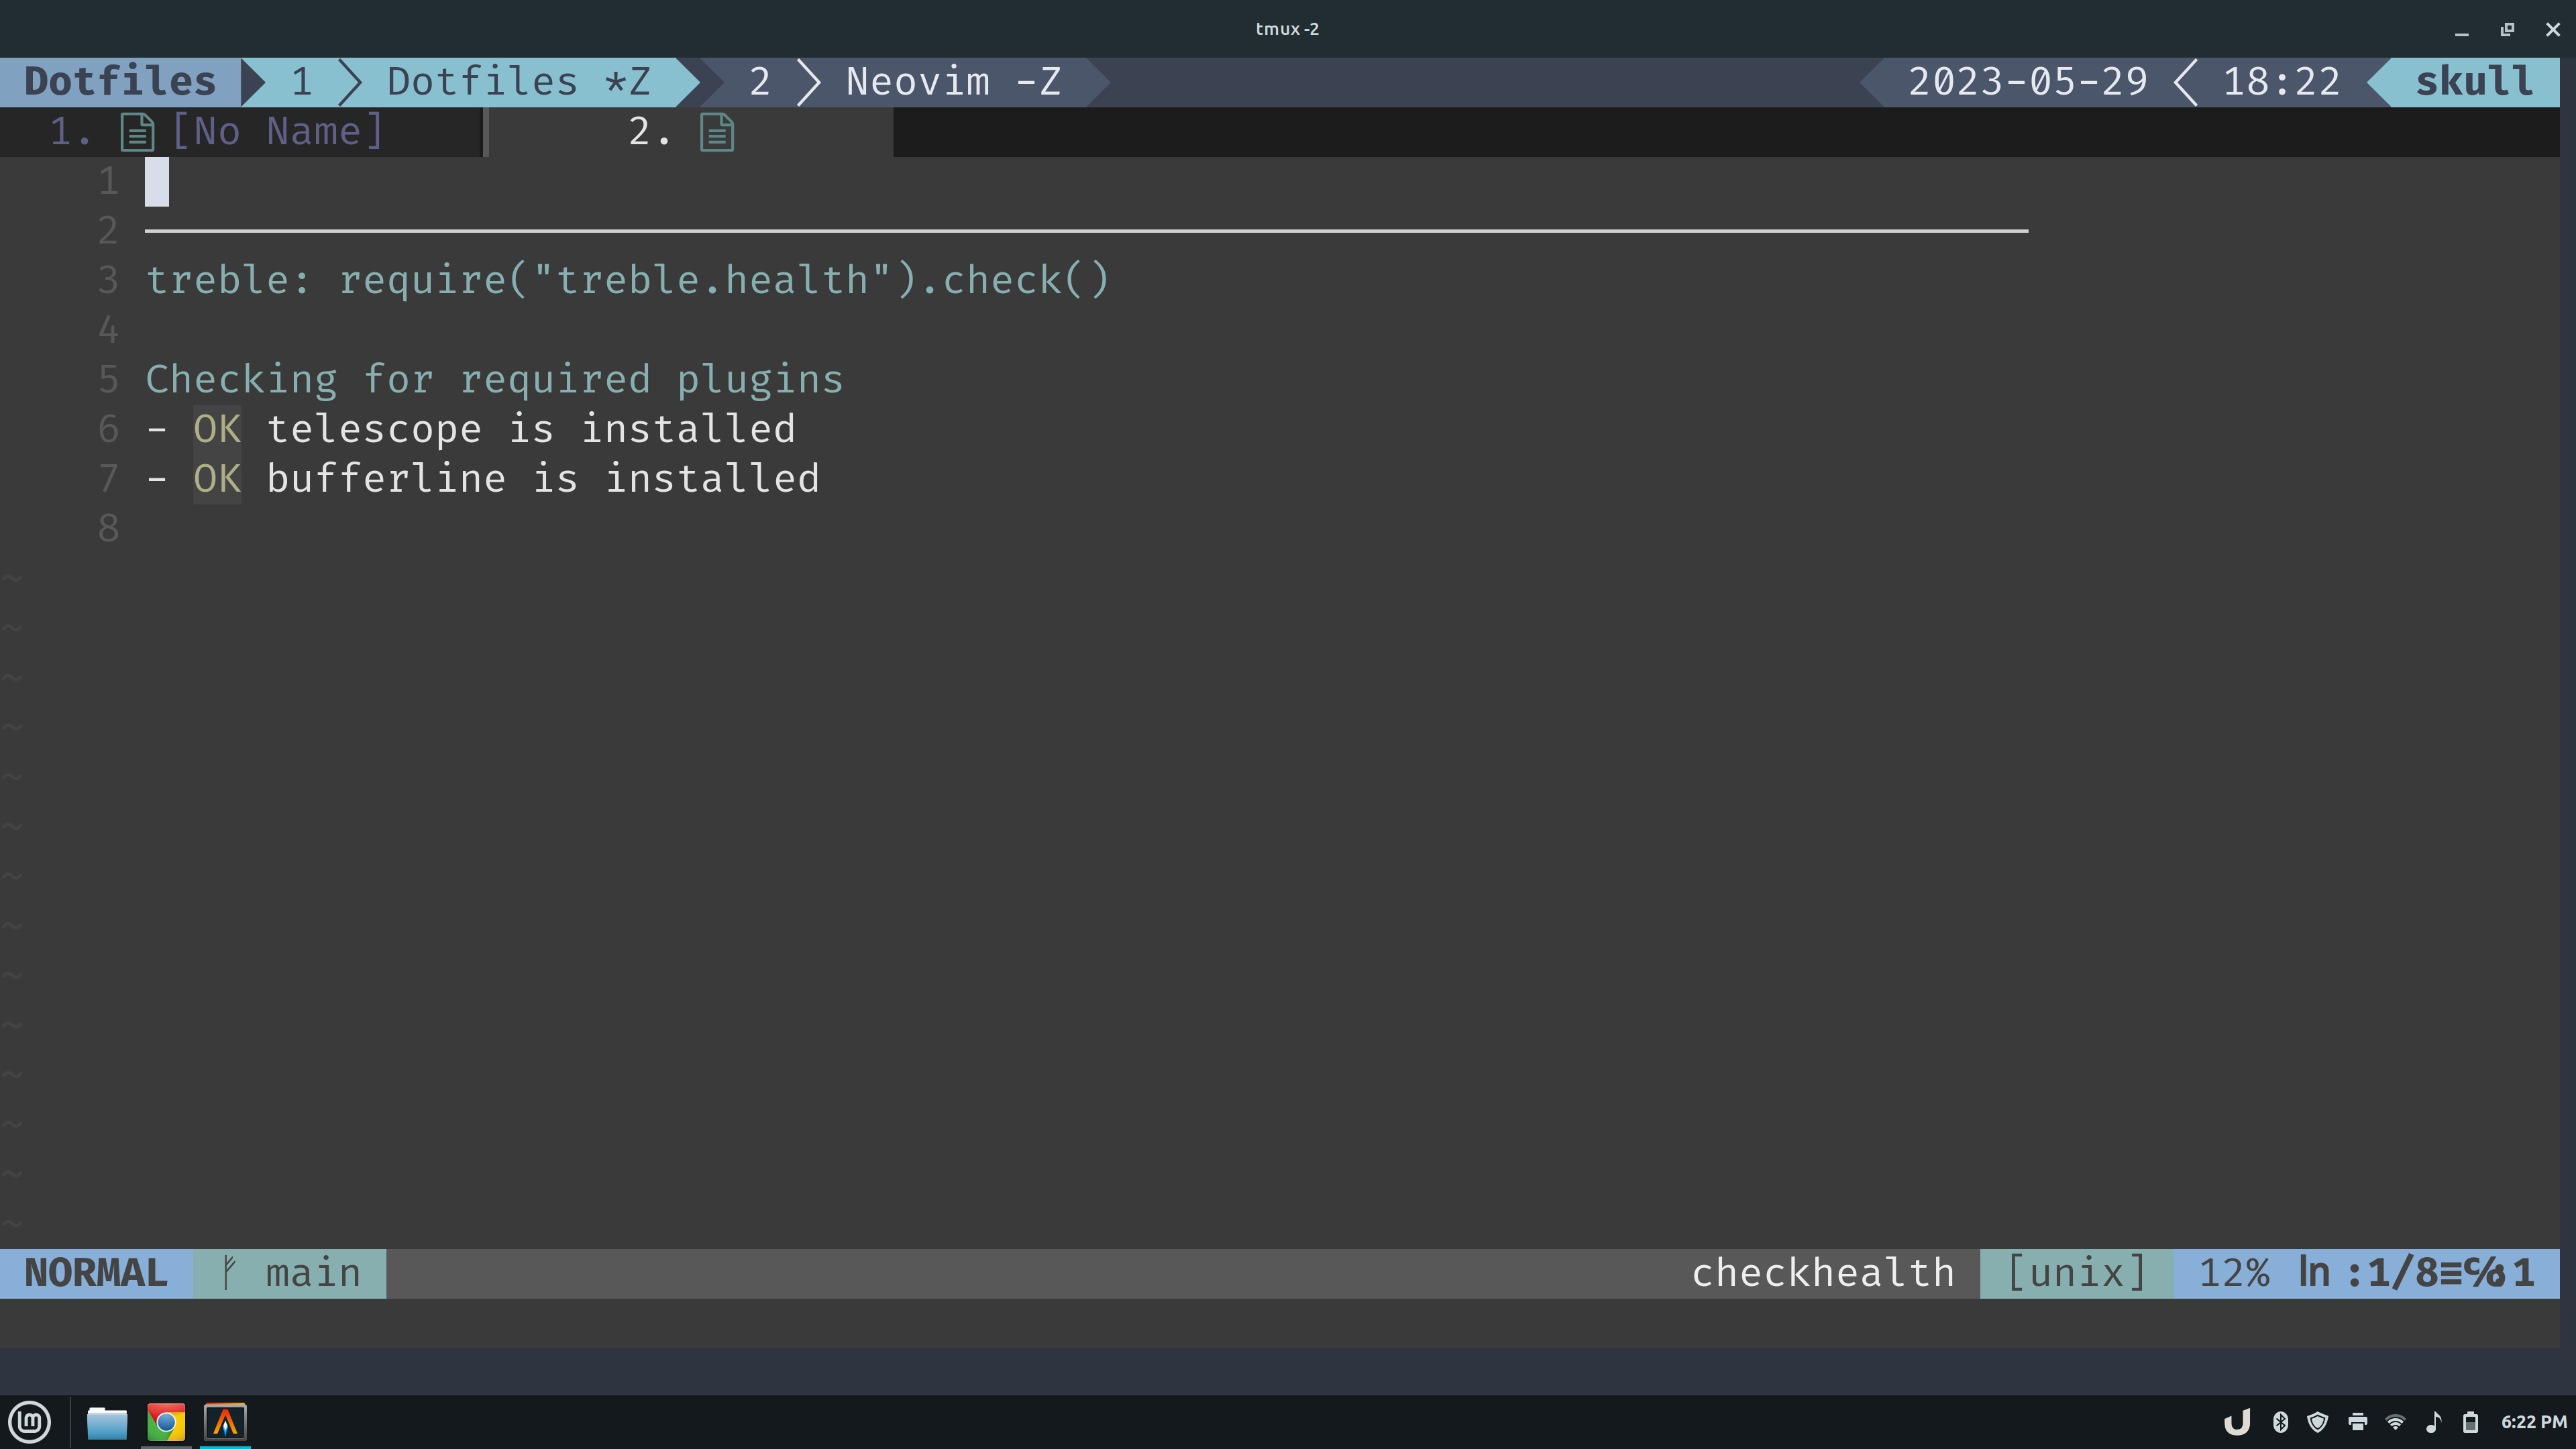 tmux -2
Dotfiles 1 Dotfiles *Z 2 Neovim -Z 2023-05-29 18:22 skull
1. [No Name] 2.
1
2
3 treble: require("treble.health").check()
4
5 Checking for required plugins
6 - OK telescope is installed
7 - OK bufferline is installed
8
~
~
~
~
~
~
~
~
~
~
~
~
~
~
NORMAL main checkhealth [unix] 12% ln :1/8≡℅:1
6:22 PM